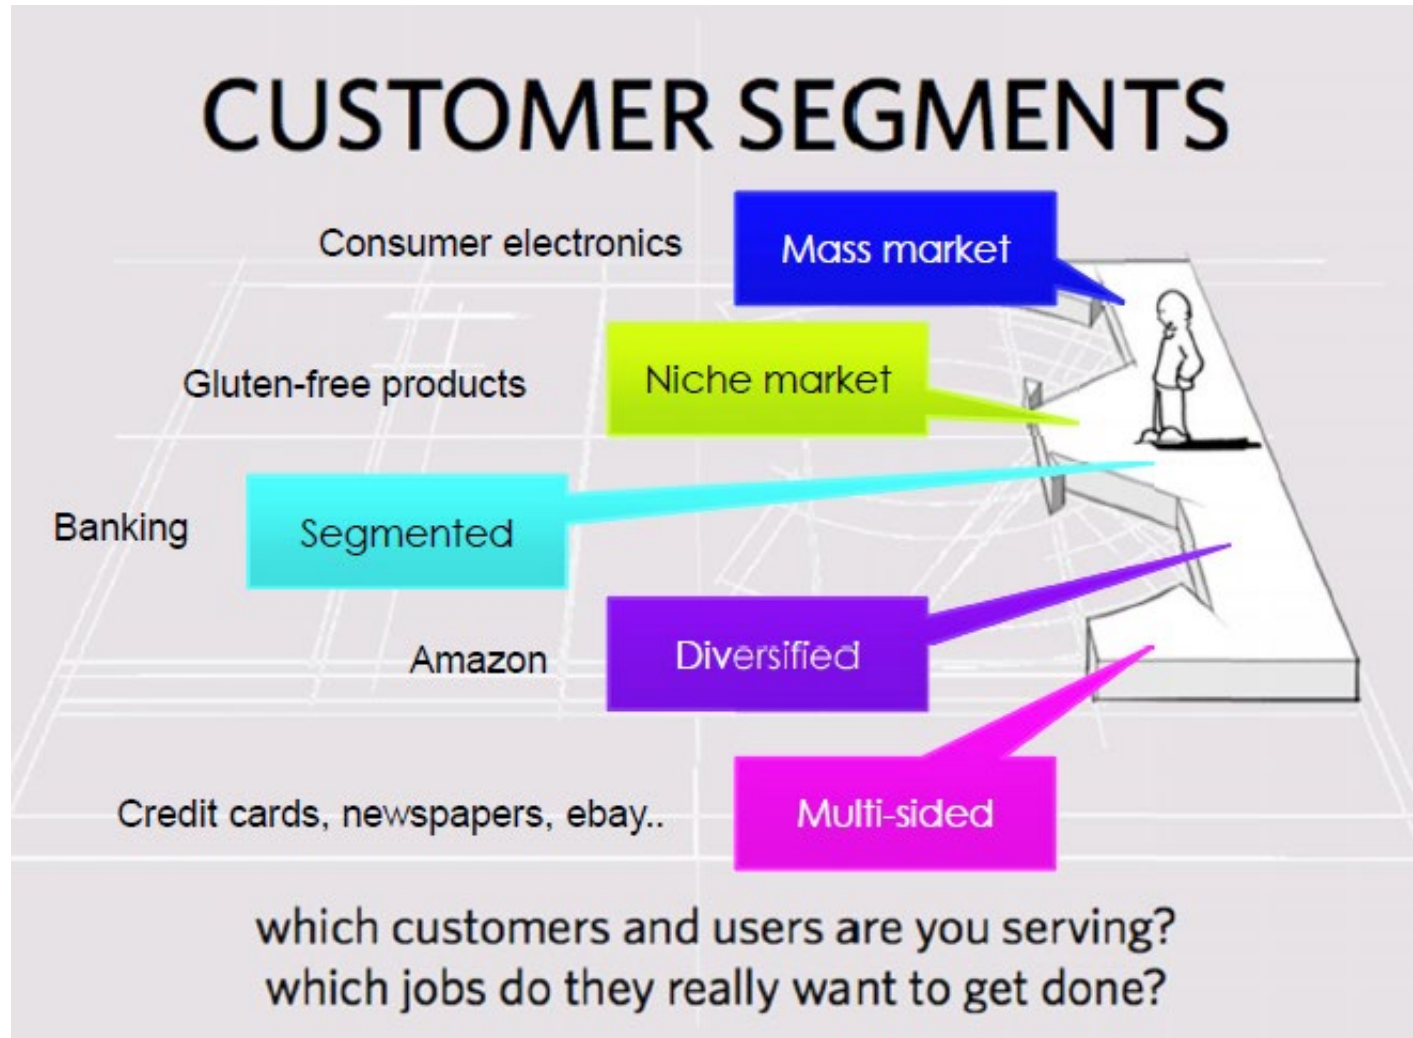 CUSTOMER SEGMENTS
Consumer electronics
Mass market
Gluten-free products
Niche market
Banking
Segmented
Amazon
Diversified
Credit cards, newspapers, ebay..
Multi-sided
which customers and users are you serving?
which jobs do they really want to get done?